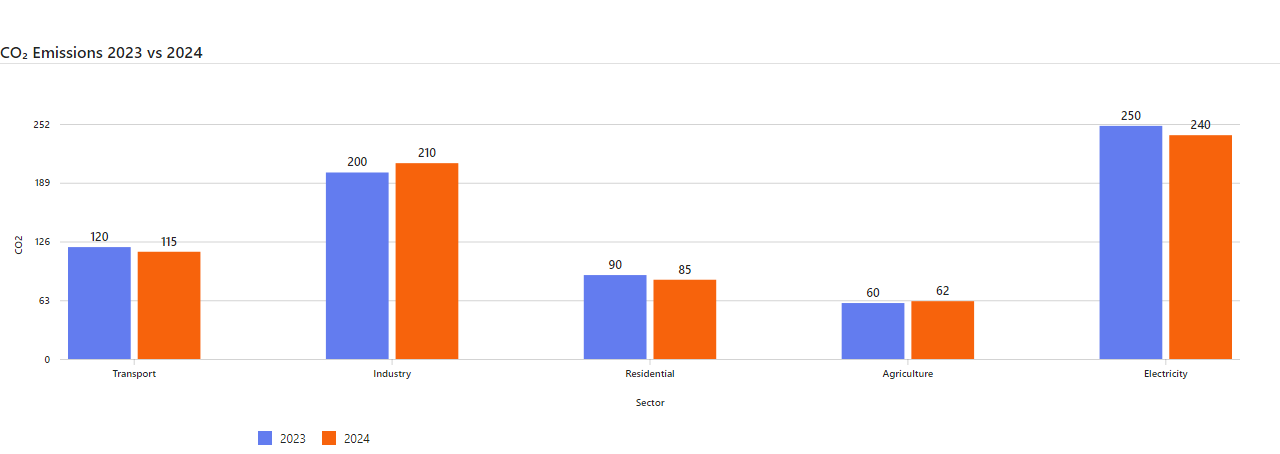 CO₂ Emissions 2023 vs 2024
252
189
126
63
0
CO2
120
115
200
210
90
85
60
62
250
240
Transport
Industry
Residential
Agriculture
Electricity
Sector
2023
2024